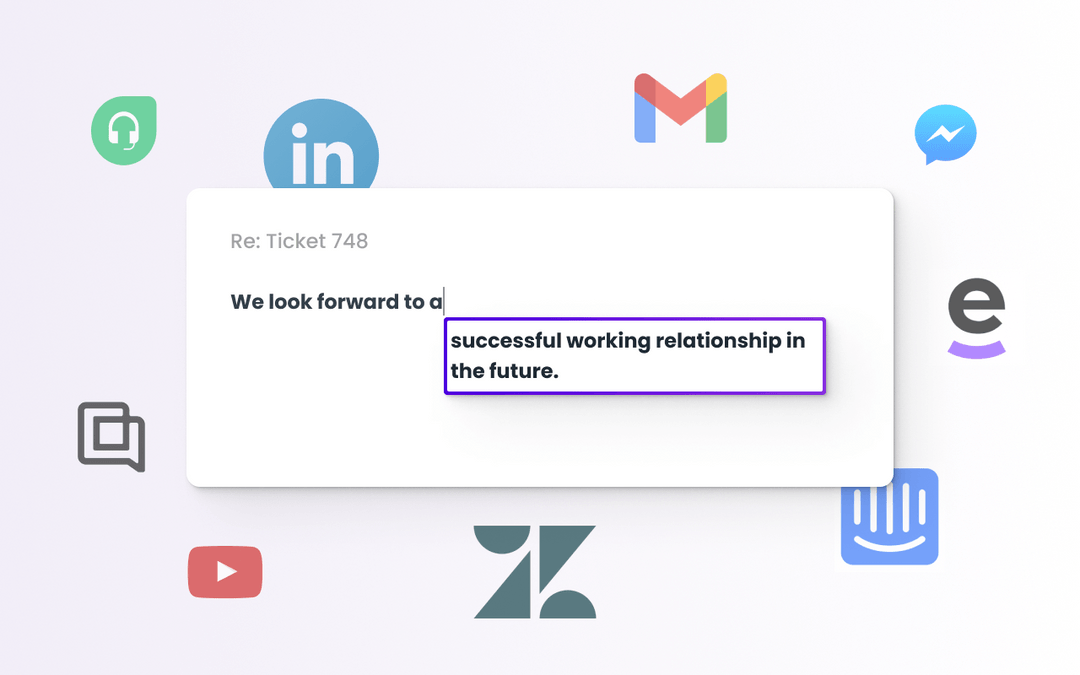 in
Re: Ticket 748
We look forward to a
successful working relationship in
the future.
e